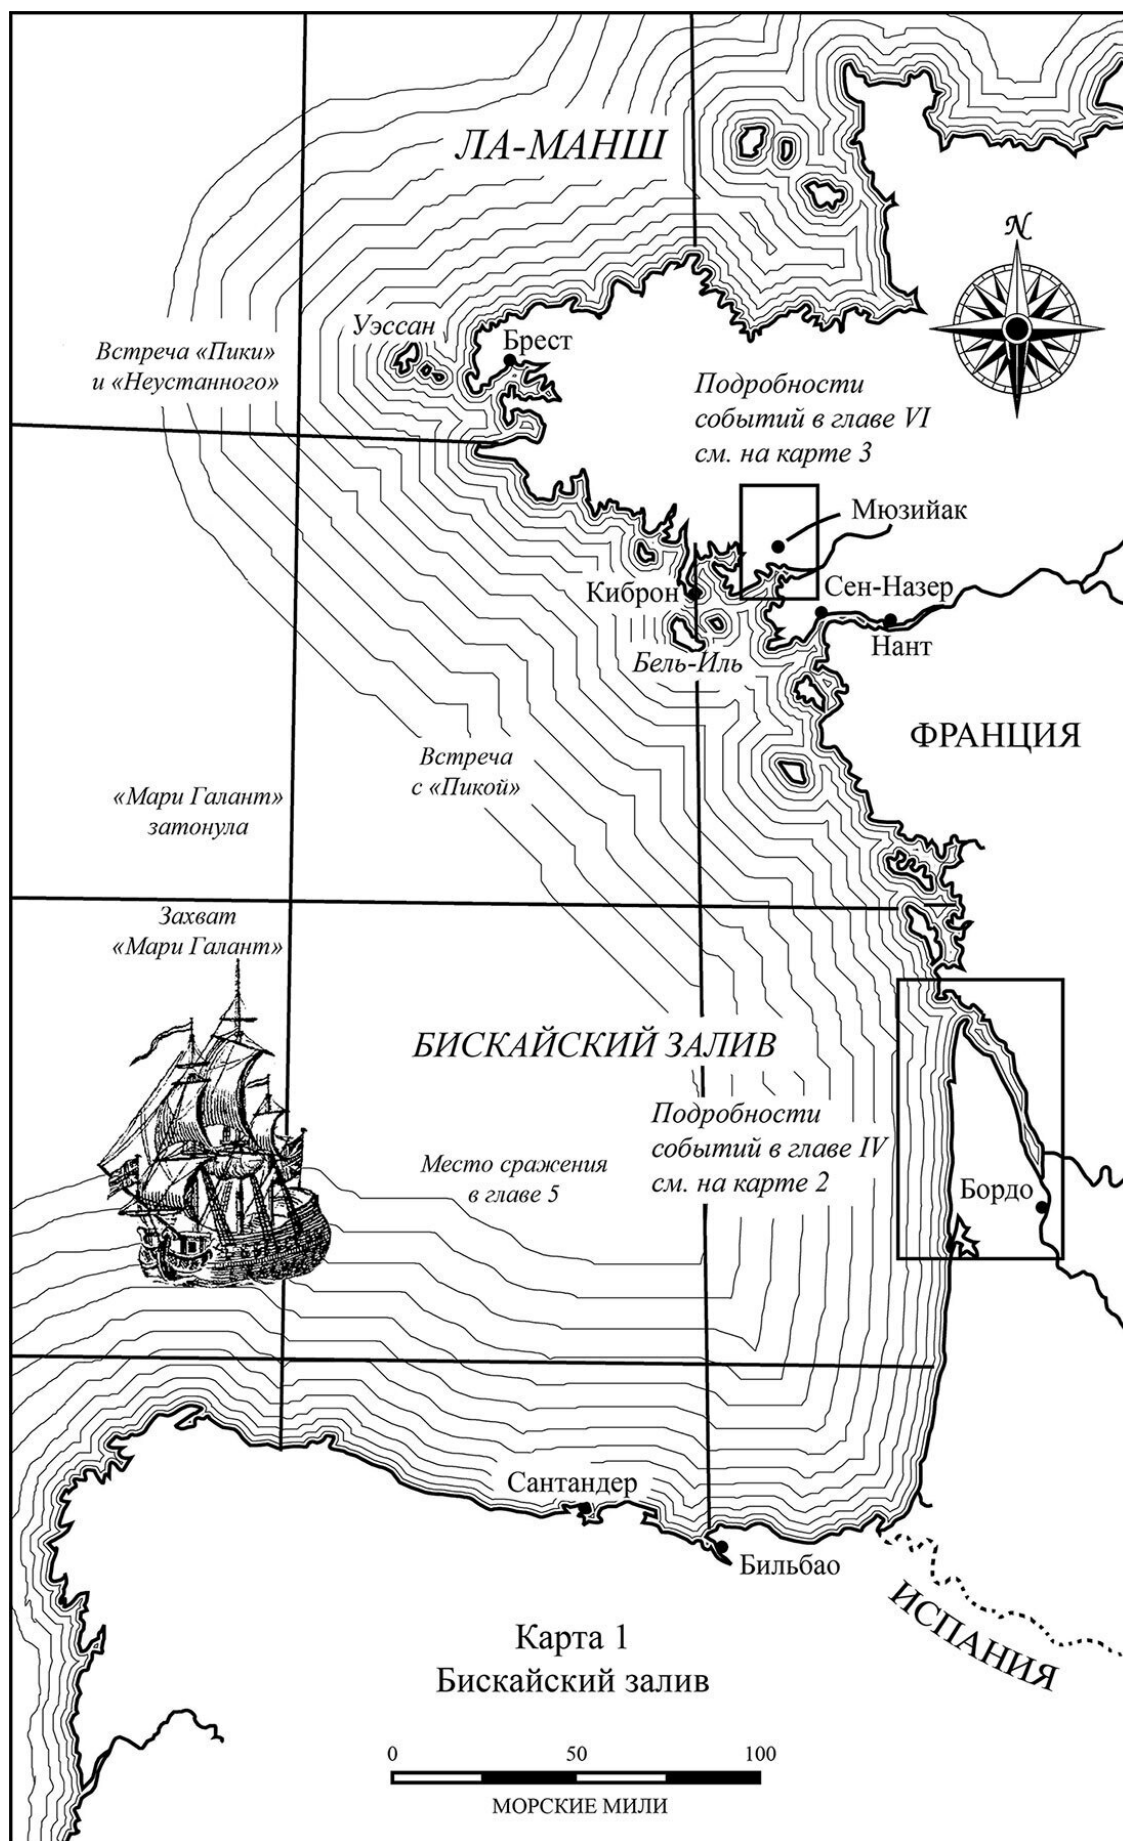 ЛА-МАНШ
N
Уэссан
Брест
Встреча «Пики»
и «Неустанного»
Подробности
событий в главе VI
см. на карте 3
Мюзийак
Киброн
Сен-Назер
Нант
Бель-Иль
ФРАНЦИЯ
Встреча
с «Пикой»
«Мари Галант»
затонула
Захват
«Мари Галант»
БИСКАЙСКИЙ ЗАЛИВ
Подробности
событий в главе IV
см. на карте 2
Место сражения
в главе 5
Бордо
Сантандер
Бильбао
ИСПАНИЯ
Карта 1
Бискайский залив
0 50 100
МОРСКИЕ МИЛИ